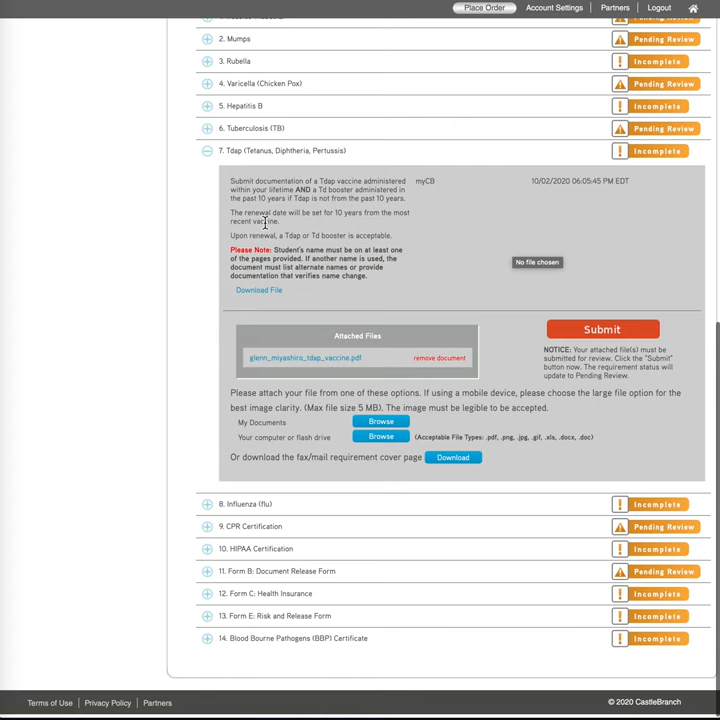 Place Order
Account Settings
Partners
Logout
Pending Review
2. Mumps
Pending Review
3. Rubella
Incomplete
4. Varicella (Chicken Pox)
Pending Review
5. Hepatitis B
Incomplete
6. Tuberculosis (TB)
Pending Review
7. Tdap (Tetanus, Diphtheria, Pertussis)
Incomplete
Submit documentation of a Tdap vaccine administered
within your lifetime AND a Td booster administered in
the past 10 years if Tdap is not from the past 10 years.
myCB
10/02/2020 06:05:45 PM EDT
The renewal date will be set for 10 years from the most
recent vaccine.
Upon renewal, a Tdap or Td booster is acceptable.
Please Note: Student's name must be on at least one
of the pages provided. If another name is used, the
document must list alternate names or provide
documentation that verifies name change.
No file chosen
Download File
Attached Files
glenn_miyashiro_tdap_vaccine.pdf
remove document
Submit
NOTICE: Your attached file(s) must be
submitted for review. Click the "Submit"
button now. The requirement status will
update to Pending Review.
Please attach your file from one of these options. If using a mobile device, please choose the large file option for the
best image clarity. (Max file size 5 MB). The image must be legible to be accepted.
My Documents
Browse
Your computer or flash drive
Browse
(Acceptable File Types: .pdf, .png, .jpg, .gif, .xls, .docx, .doc)
Or download the fax/mail requirement cover page
Download
8. Influenza (flu)
Incomplete
9. CPR Certification
Pending Review
10. HIPAA Certification
Incomplete
11. Form B: Document Release Form
Pending Review
12. Form C: Health Insurance
Incomplete
13. Form E: Risk and Release Form
Incomplete
14. Blood Bourne Pathogens (BBP) Certificate
Incomplete
Terms of Use
Privacy Policy
Partners
© 2020 CastleBranch